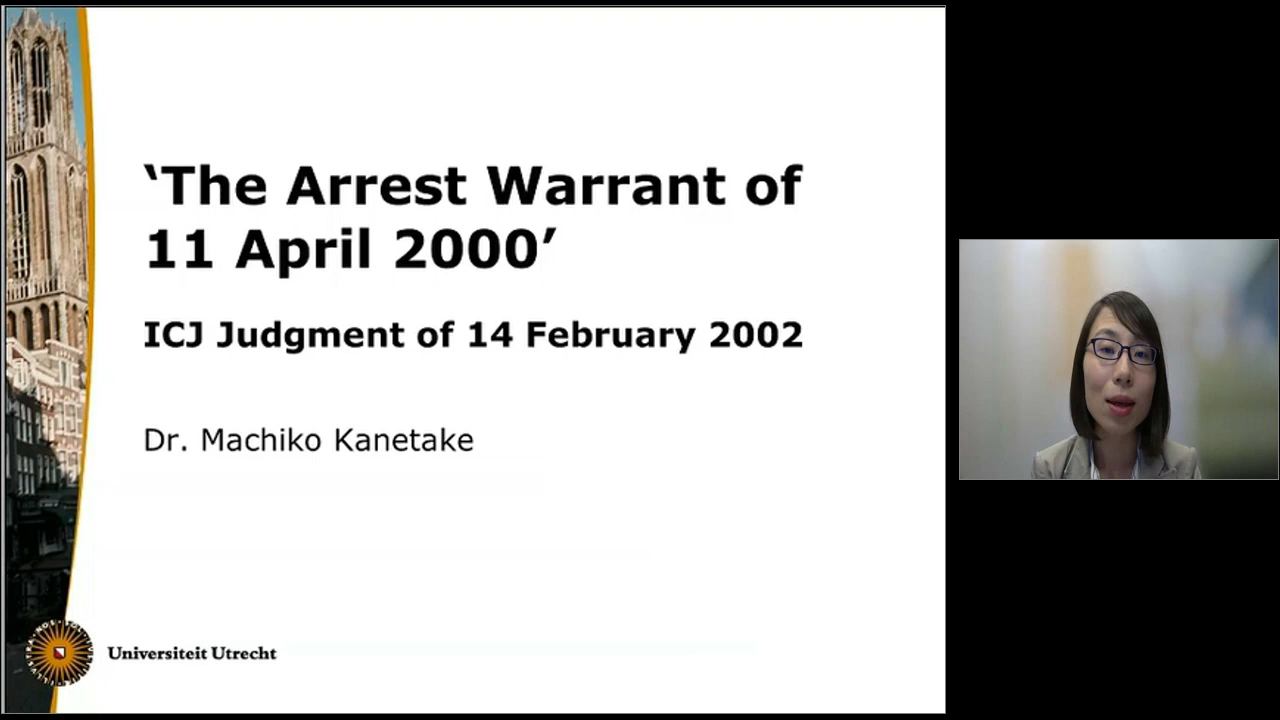 ‘The Arrest Warrant of
11 April 2000’
ICJ Judgment of 14 February 2002
Dr. Machiko Kanetake
Universiteit Utrecht